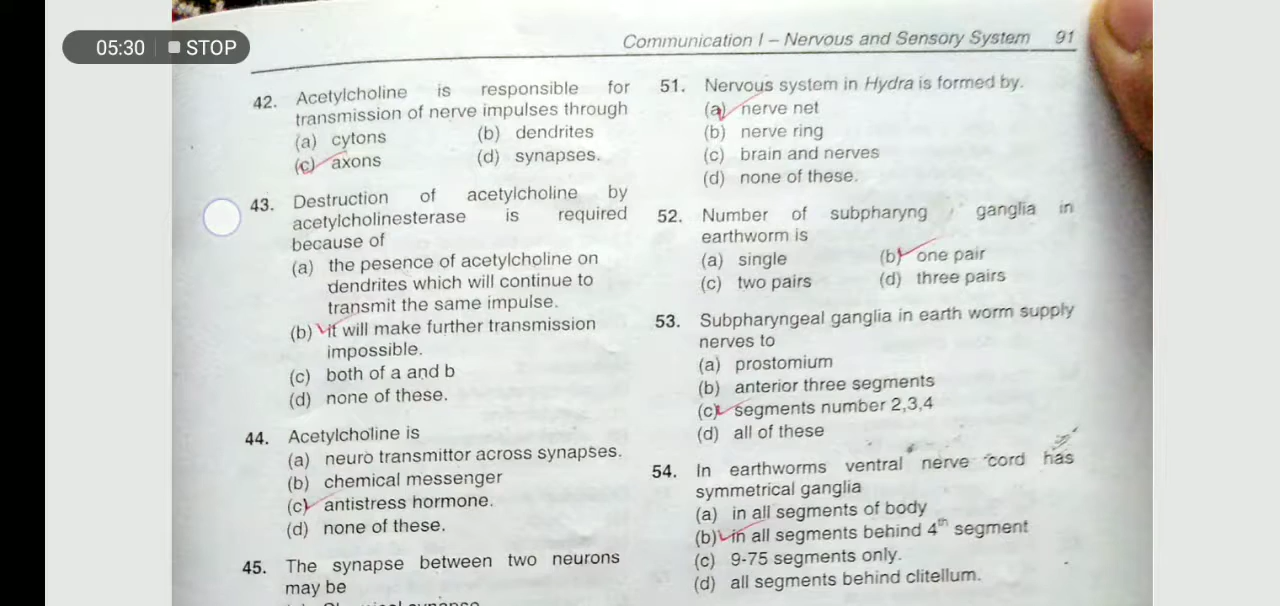 05:30 STOP
Communication I – Nervous and Sensory System 91
42. Acetylcholine is responsible for
transmission of nerve impulses through
(a) cytons (b) dendrites
(c) axons (d) synapses.
43. Destruction of acetylcholine by
acetylcholinesterase is required
because of
(a) the pesence of acetylcholine on
dendrites which will continue to
transmit the same impulse.
(b) it will make further transmission
impossible.
(c) both of a and b
(d) none of these.
44. Acetylcholine is
(a) neuro transmittor across synapses.
(b) chemical messenger
(c) antistress hormone.
(d) none of these.
45. The synapse between two neurons
may be
51. Nervous system in Hydra is formed by.
(a) nerve net
(b) nerve ring
(c) brain and nerves
(d) none of these.
52. Number of subpharyng ganglia in
earthworm is
(a) single (b) one pair
(c) two pairs (d) three pairs
53. Subpharyngeal ganglia in earth worm supply
nerves to
(a) prostomium
(b) anterior three segments
(c) segments number 2,3,4
(d) all of these
54. In earthworms ventral nerve cord has
symmetrical ganglia
(a) in all segments of body
(b) in all segments behind 4th segment
(c) 9-75 segments only.
(d) all segments behind clitellum.